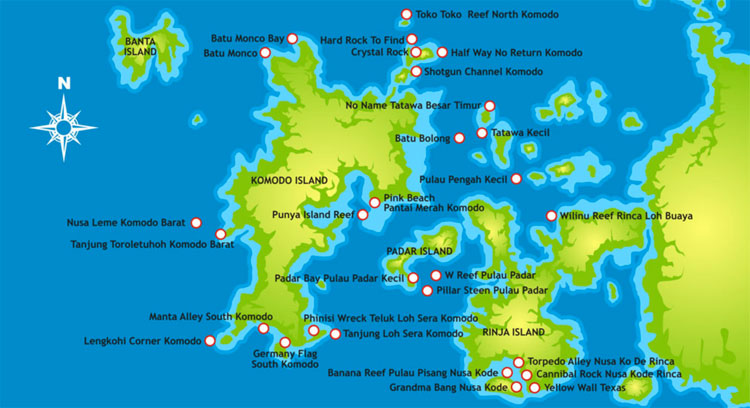 Toko Toko Reef North Komodo
BANTA
ISLAND
Batu Monco Bay
Hard Rock To Find
Batu Monco
Crystal Rock
Half Way No Return Komodo
Shotgun Channel Komodo
N
No Name Tatawa Besar Timur
Tatawa Kecil
Batu Bolong
KOMODO ISLAND
Pulau Pengah Kecil
Pink Beach
Pantai Merah Komodo
Punya Island Reef
Nusa Leme Komodo Barat
Wilinu Reef Rinca Loh Buaya
Tanjung Toroletuhoh Komodo Barat
PADAR ISLAND
Padar Bay Pulau Padar Kecil
W Reef Pulau Padar
Pillar Steen Pulau Padar
Manta Alley South Komodo
Phinisi Wreck Teluk Loh Sera Komodo
Tanjung Loh Sera Komodo
RINJA ISLAND
Lengkohi Corner Komodo
Germany Flag
South Komodo
Torpedo Alley Nusa Ko De Rinca
Banana Reef Pulau Pisang Nusa Kode
Cannibal Rock Nusa Kode Rinca
Grandma Bang Nusa Kode
Yellow Wall Texas